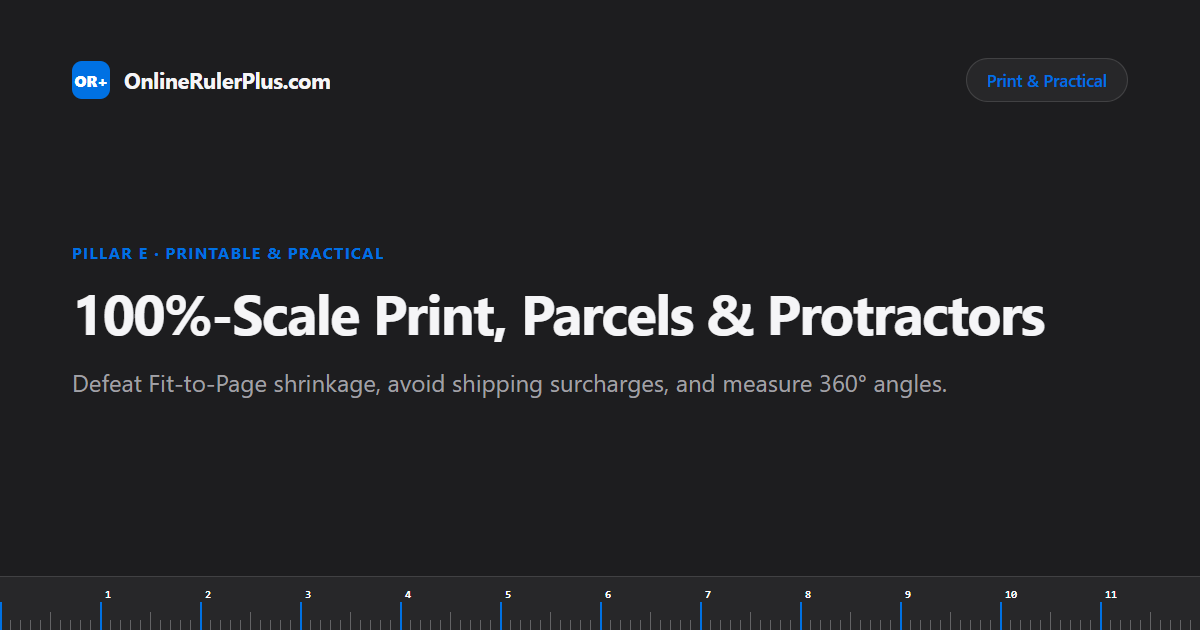 OR+ OnlineRulerPlus.com
Print & Practical
PILLAR E · PRINTABLE & PRACTICAL
100%-Scale Print, Parcels & Protractors
Defeat Fit-to-Page shrinkage, avoid shipping surcharges, and measure 360° angles.
1 2 3 4 5 6 7 8 9 10 11